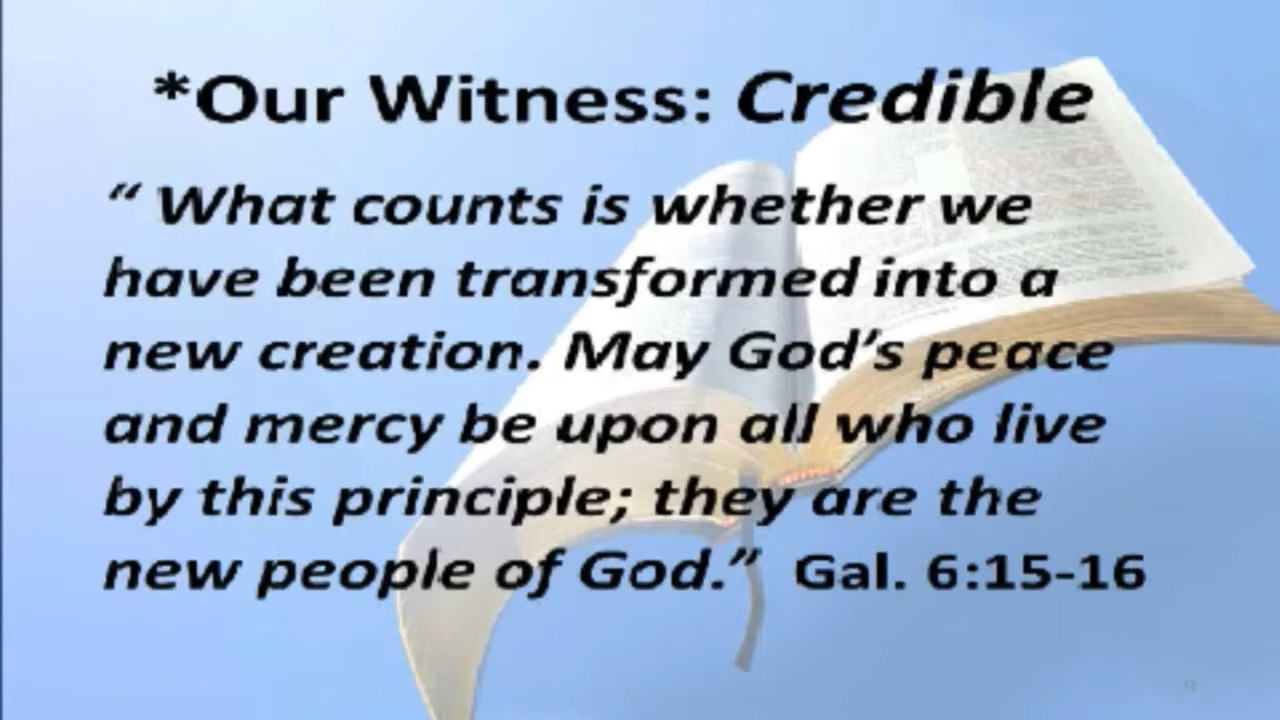 *Our Witness: Credible
“ What counts is whether we
have been transformed into a
new creation. May God’s peace
and mercy be upon all who live
by this principle; they are the
new people of God.”  Gal. 6:15-16